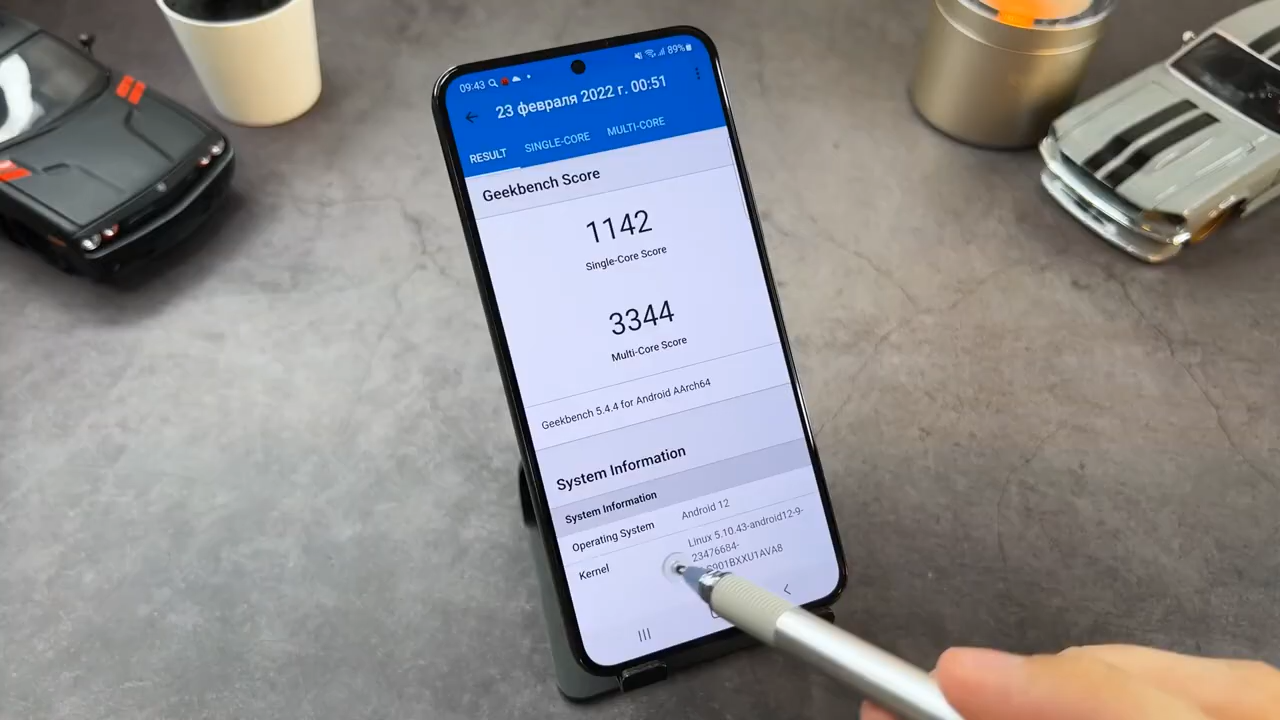 09:43
89%
23 февраля 2022 г. 00:51
RESULT SINGLE-CORE MULTI-CORE
Geekbench Score
1142
Single-Core Score
3344
Multi-Core Score
Geekbench 5.4.4 for Android AArch64
System Information
System Information
Operating System Android 12
Kernel Linux 5.10.43-android12-9-
23476684-
S901BXXU1AVA8